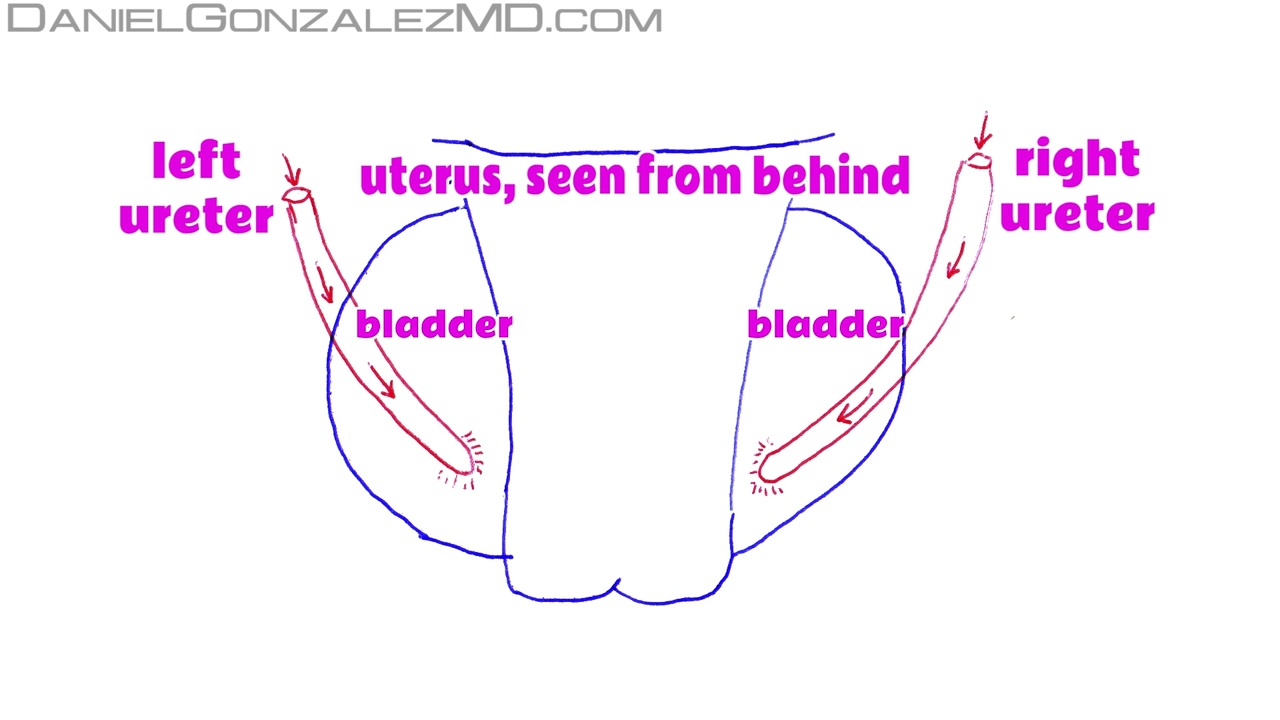 DanielGonzalezMD.com
left
ureter
uterus, seen from behind
right
ureter
bladder
bladder